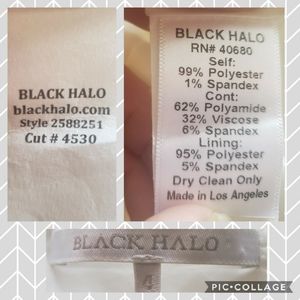 BLACK HALO
blackhalo.com
Style 2588251
Cut # 4530
BLACK HALO
RN# 40680
Self:
99% Polyester
1% Spandex
Cont:
62% Polyamide
32% Viscose
6% Spandex
Lining:
95% Polyester
5% Spandex
Dry Clean Only
Made in Los Angeles
BLACK HALO
4
PIC•COLLAGE